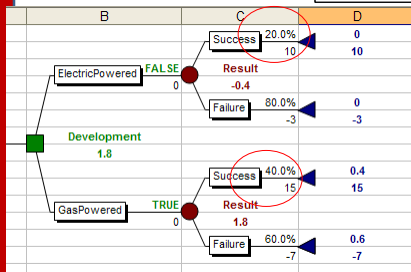 B C D
Success 20.0% 0
10 10
ElectricPowered FALSE Result
0 -0.4
Failure 80.0% 0
-3 -3
Development
1.8
Success 40.0% 0.4
15 15
GasPowered TRUE Result
0 1.8
Failure 60.0% 0.6
-7 -7